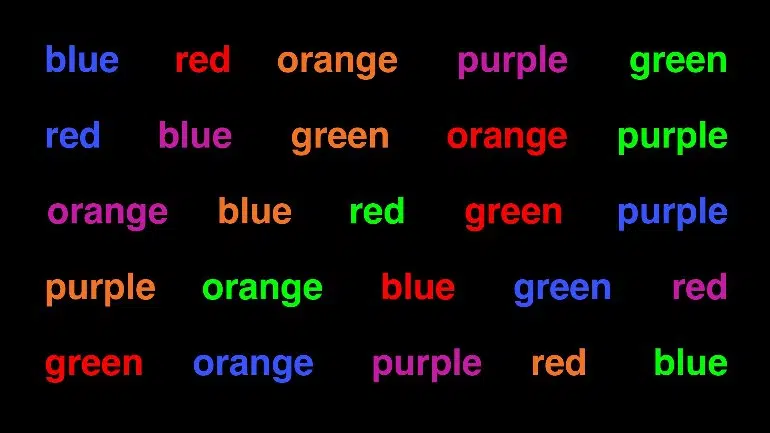 blue red orange purple green
red blue green orange purple
orange blue red green purple
purple orange blue green red
green orange purple red blue